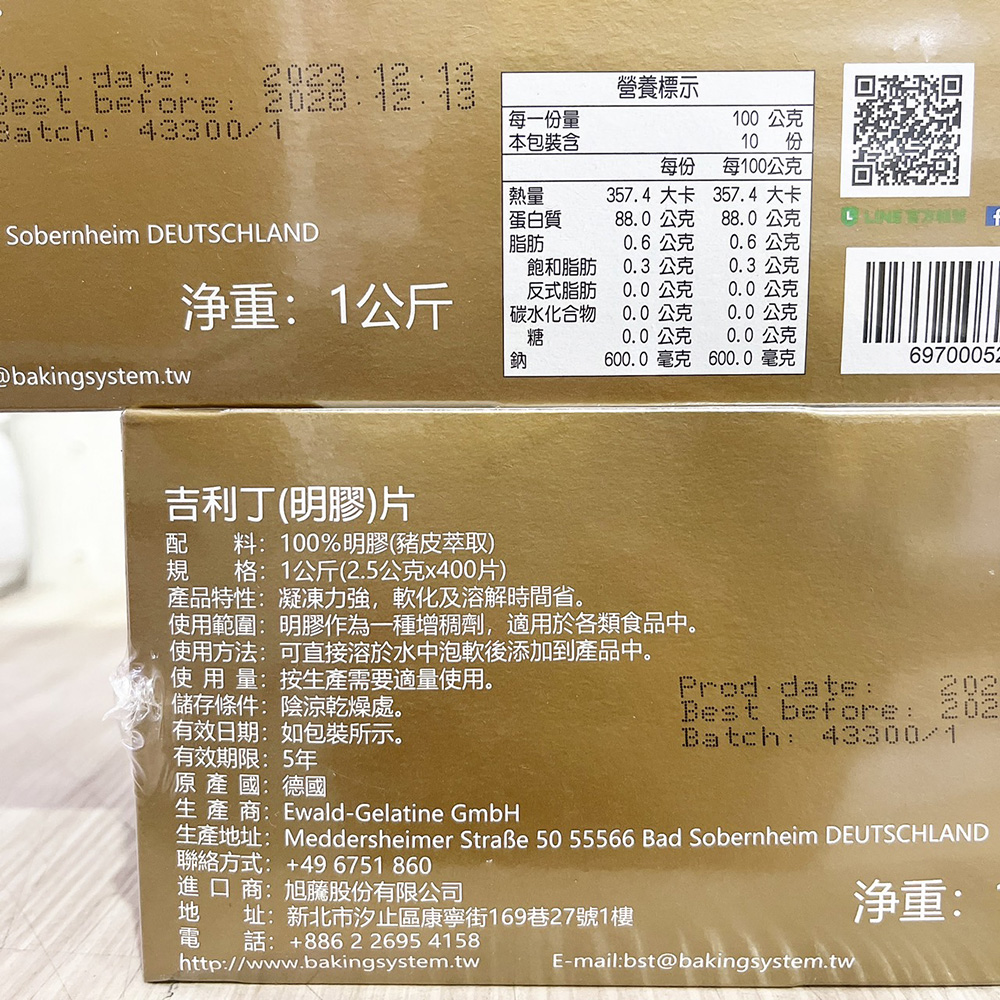 Prod.date: 2023.12.13
Best before: 2028.12.13
Batch: 43300/1
Sobernheim DEUTSCHLAND
淨重：1公斤
@bakingsystem.tw
營養標示
每一份量 100 公克
本包裝含 10 份
每份 每100公克
熱量 357.4 大卡 357.4 大卡
蛋白質 88.0 公克 88.0 公克
脂肪 0.6 公克 0.6 公克
飽和脂肪 0.3 公克 0.3 公克
反式脂肪 0.0 公克 0.0 公克
碳水化合物 0.0 公克 0.0 公克
糖 0.0 公克 0.0 公克
鈉 600.0 毫克 600.0 毫克
LINE 官方帳號
6970005
吉利丁(明膠)片
配 料：100%明膠(豬皮萃取)
規 格：1公斤(2.5公克x400片)
產品特性：凝凍力強，軟化及溶解時間省。
使用範圍：明膠作為一種增稠劑，適用於各類食品中。
使用方法：可直接溶於水中泡軟後添加到產品中。
使 用 量：按生產需要適量使用。
儲存條件：陰涼乾燥處。
有效日期：如包裝所示。
有效期限：5年
原 產 國：德國
生 產 商：Ewald-Gelatine GmbH
生產地址：Meddersheimer Straße 50 55566 Bad Sobernheim DEUTSCHLAND
聯絡方式：+49 6751 860
進 口 商：旭騰股份有限公司
地 址：新北市汐止區康寧街169巷27號1樓
電 話：+886 2 2695 4158
http://www.bakingsystem.tw E-mail:bst@bakingsystem.tw
Prod.date: 202
Best before: 202
Batch: 43300/1
淨重：